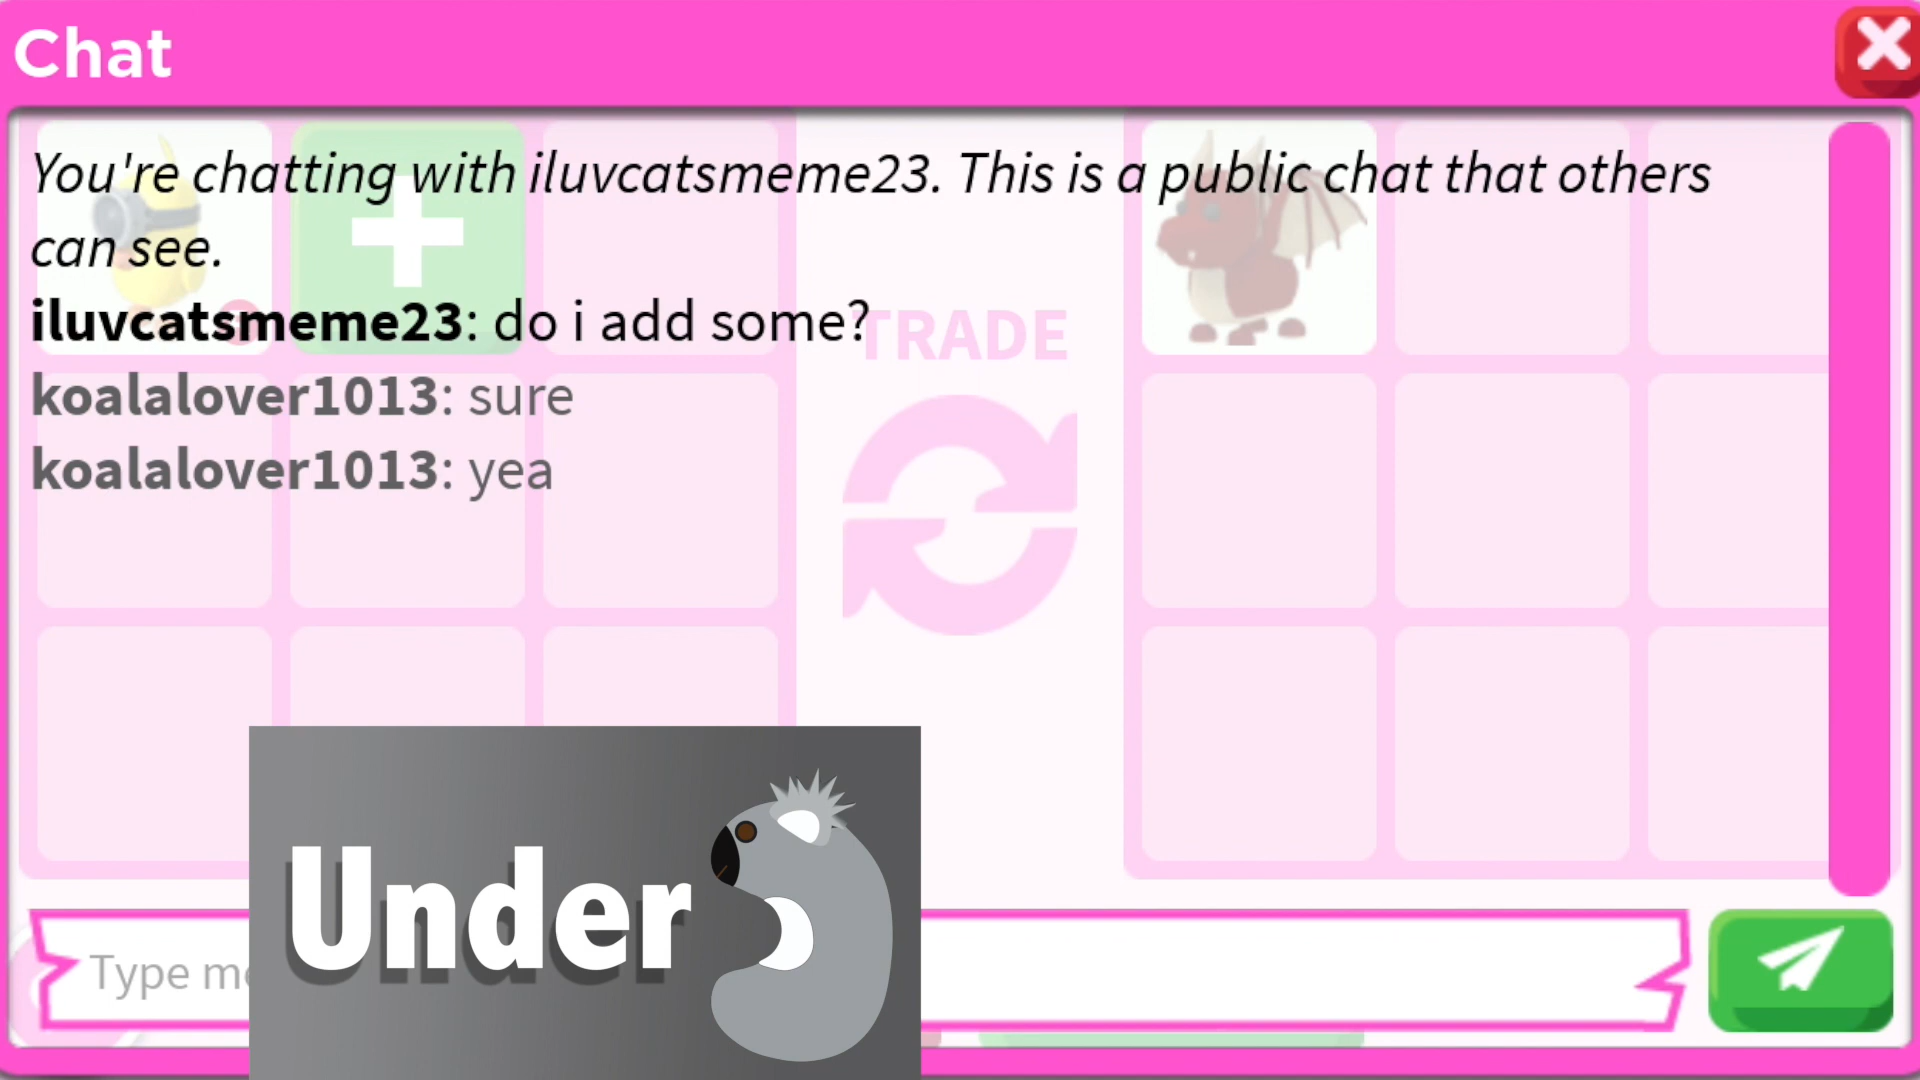 Chat
You're chatting with iluvcatsmeme23. This is a public chat that others
can see.
iluvcatsmeme23: do i add some?
TRADE
koalalover1013: sure
koalalover1013: yea
Under
Type me